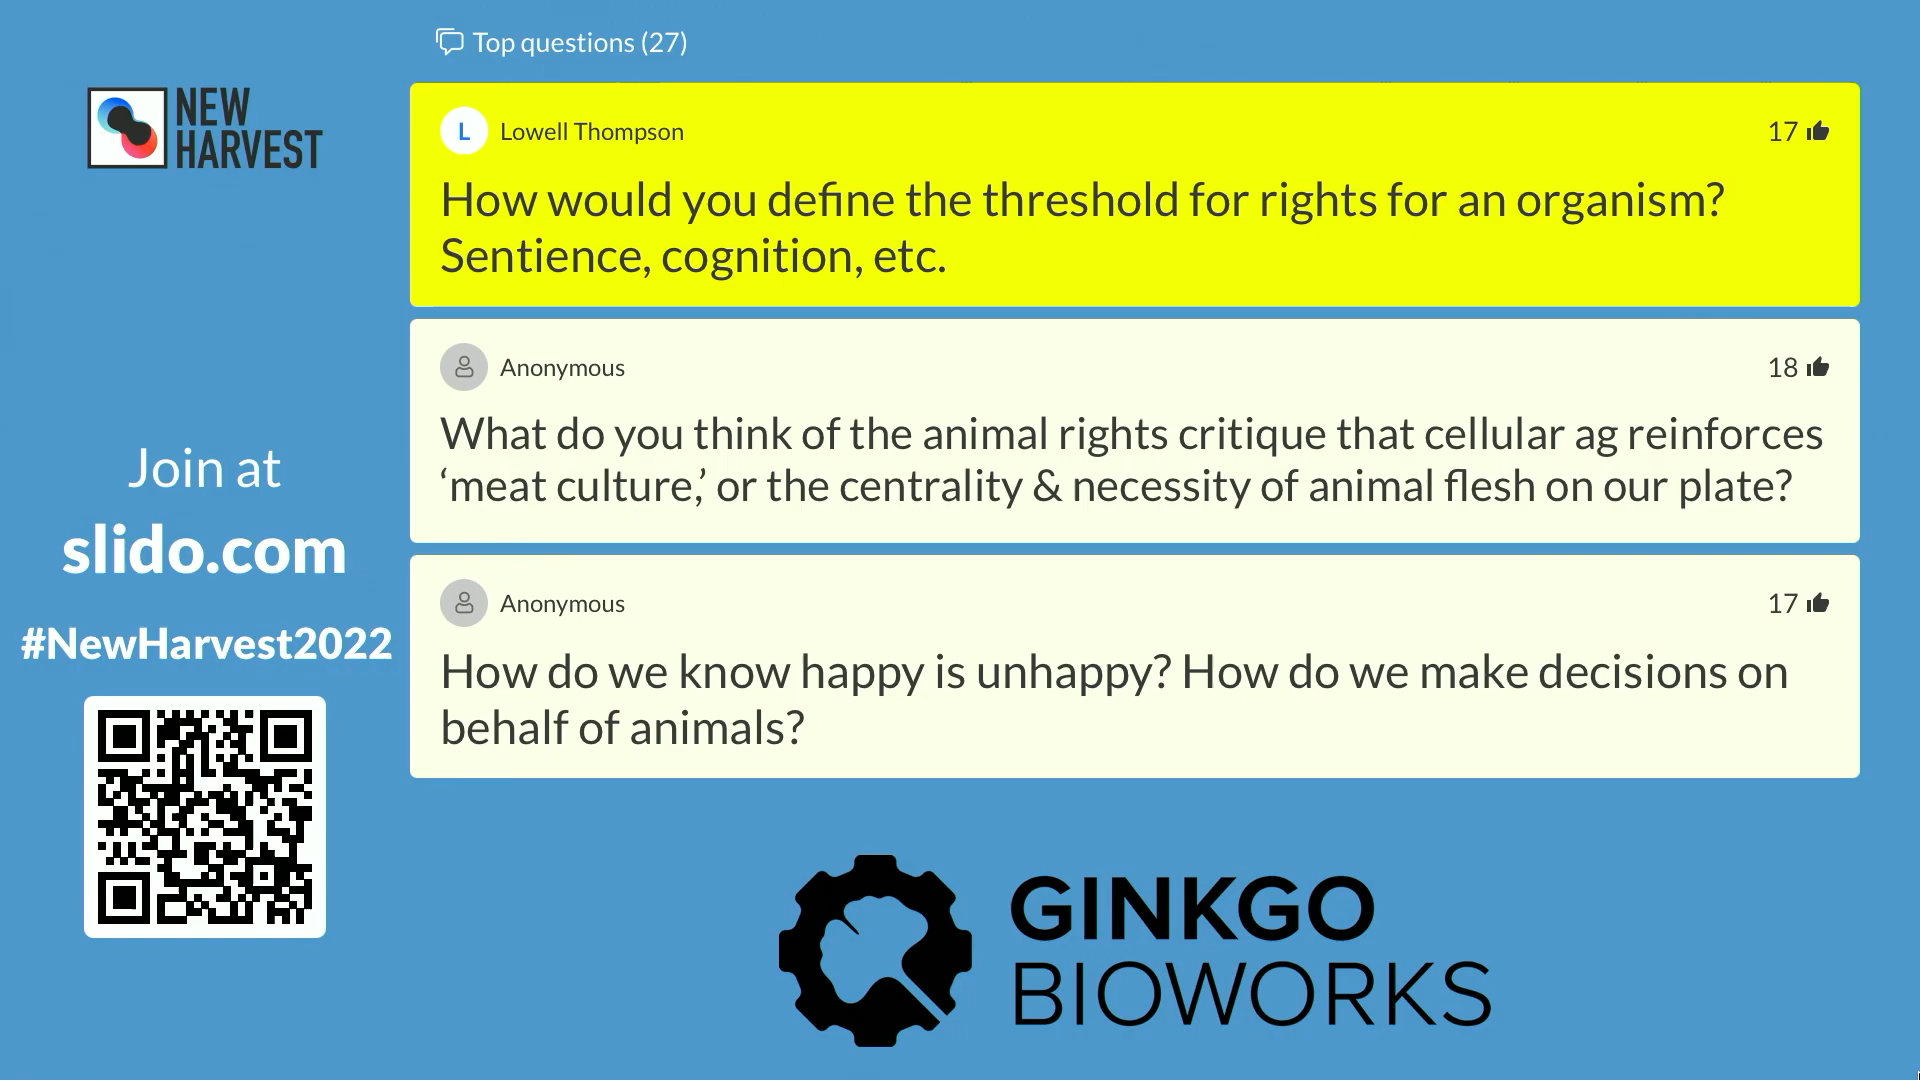 Top questions (27)
NEW
HARVEST
L Lowell Thompson 17
How would you define the threshold for rights for an organism?
Sentience, cognition, etc.
Anonymous 18
What do you think of the animal rights critique that cellular ag reinforces
‘meat culture,’ or the centrality & necessity of animal flesh on our plate?
Anonymous 17
How do we know happy is unhappy? How do we make decisions on
behalf of animals?
Join at
slido.com
#NewHarvest2022
GINKGO
BIOWORKS